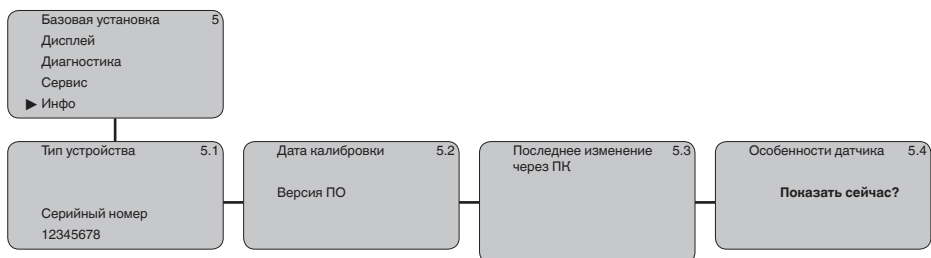 Базовая установка 5
Дисплей
Диагностика
Сервис
▶ Инфо
Тип устройства 5.1
Серийный номер
12345678
Дата калибровки 5.2
Версия ПО
Последнее изменение 5.3
через ПК
Особенности датчика 5.4
Показать сейчас?